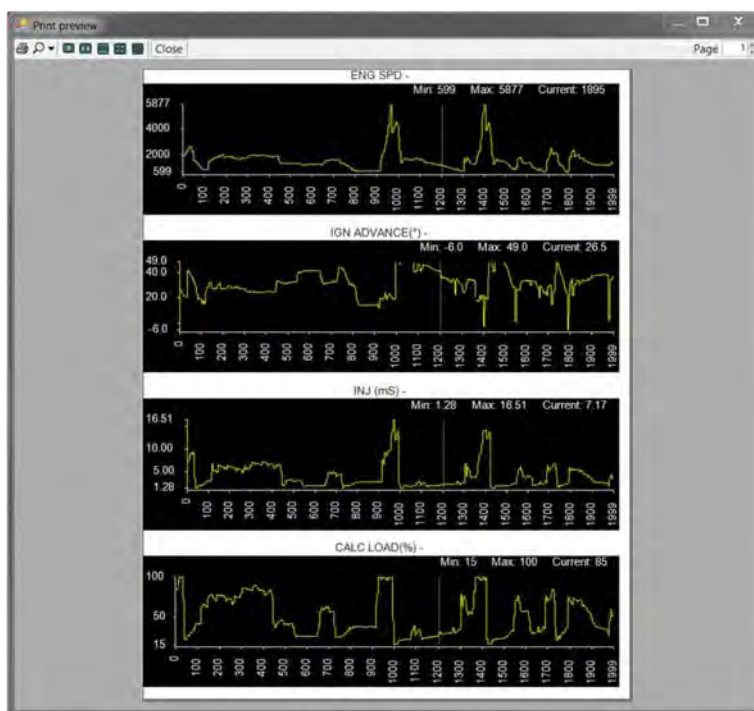 Print preview
Close
Page 1
ENG SPD -
Min: 599 Max: 5877 Current: 1895
5877
4000
2000
599
0 100 200 300 400 500 600 700 800 900 1000 1100 1200 1300 1400 1500 1600 1700 1800 1999
IGN ADVANCE(°) -
Min: -6.0 Max: 49.0 Current: 26.5
49.0
40.0
20.0
-6.0
0 100 200 300 400 500 600 700 800 900 1000 1100 1200 1300 1400 1500 1600 1700 1800 1999
INJ (mS) -
Min: 1.28 Max: 16.51 Current: 7.17
16.51
10.00
5.00
1.28
0 100 200 300 400 500 600 700 800 900 1000 1100 1200 1300 1400 1500 1600 1700 1800 1999
CALC LOAD(%) -
Min: 15 Max: 100 Current: 85
100
50
15
0 100 200 300 400 500 600 700 800 900 1000 1100 1200 1300 1400 1500 1600 1700 1800 1999